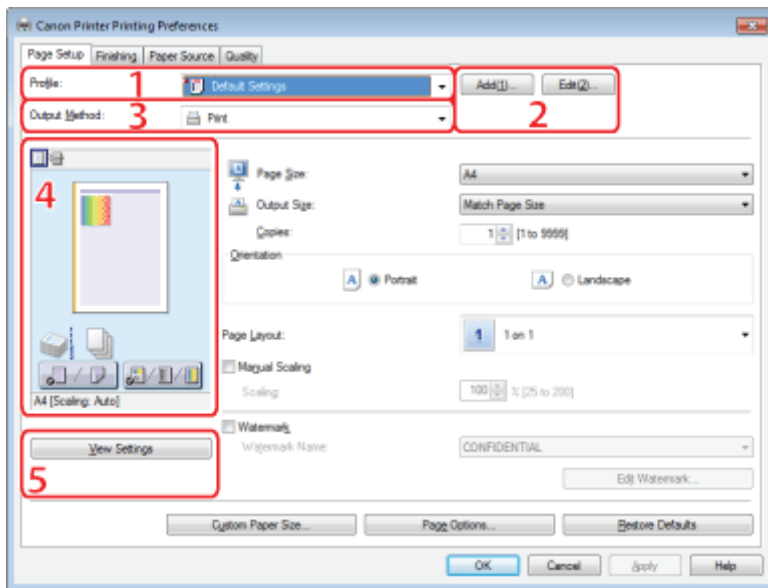 Canon Printer Printing Preferences
Page Setup Finishing Paper Source Quality
Profile: 1 Default Settings Add(1)... Edit(2)...
2
Output Method: 3 Print
4
Page Size: A4
Output Size: Match Page Size
Copies: 1 [1 to 9999]
Orientation
A Portrait A Landscape
Page Layout: 1 1 on 1
Manual Scaling
Scaling: 100 % [25 to 200]
A4 [Scaling: Auto]
Watermark
View Settings
Watermark Name: CONFIDENTIAL
5
Edit Watermark...
Custom Paper Size... Page Options... Restore Defaults
OK Cancel Apply Help